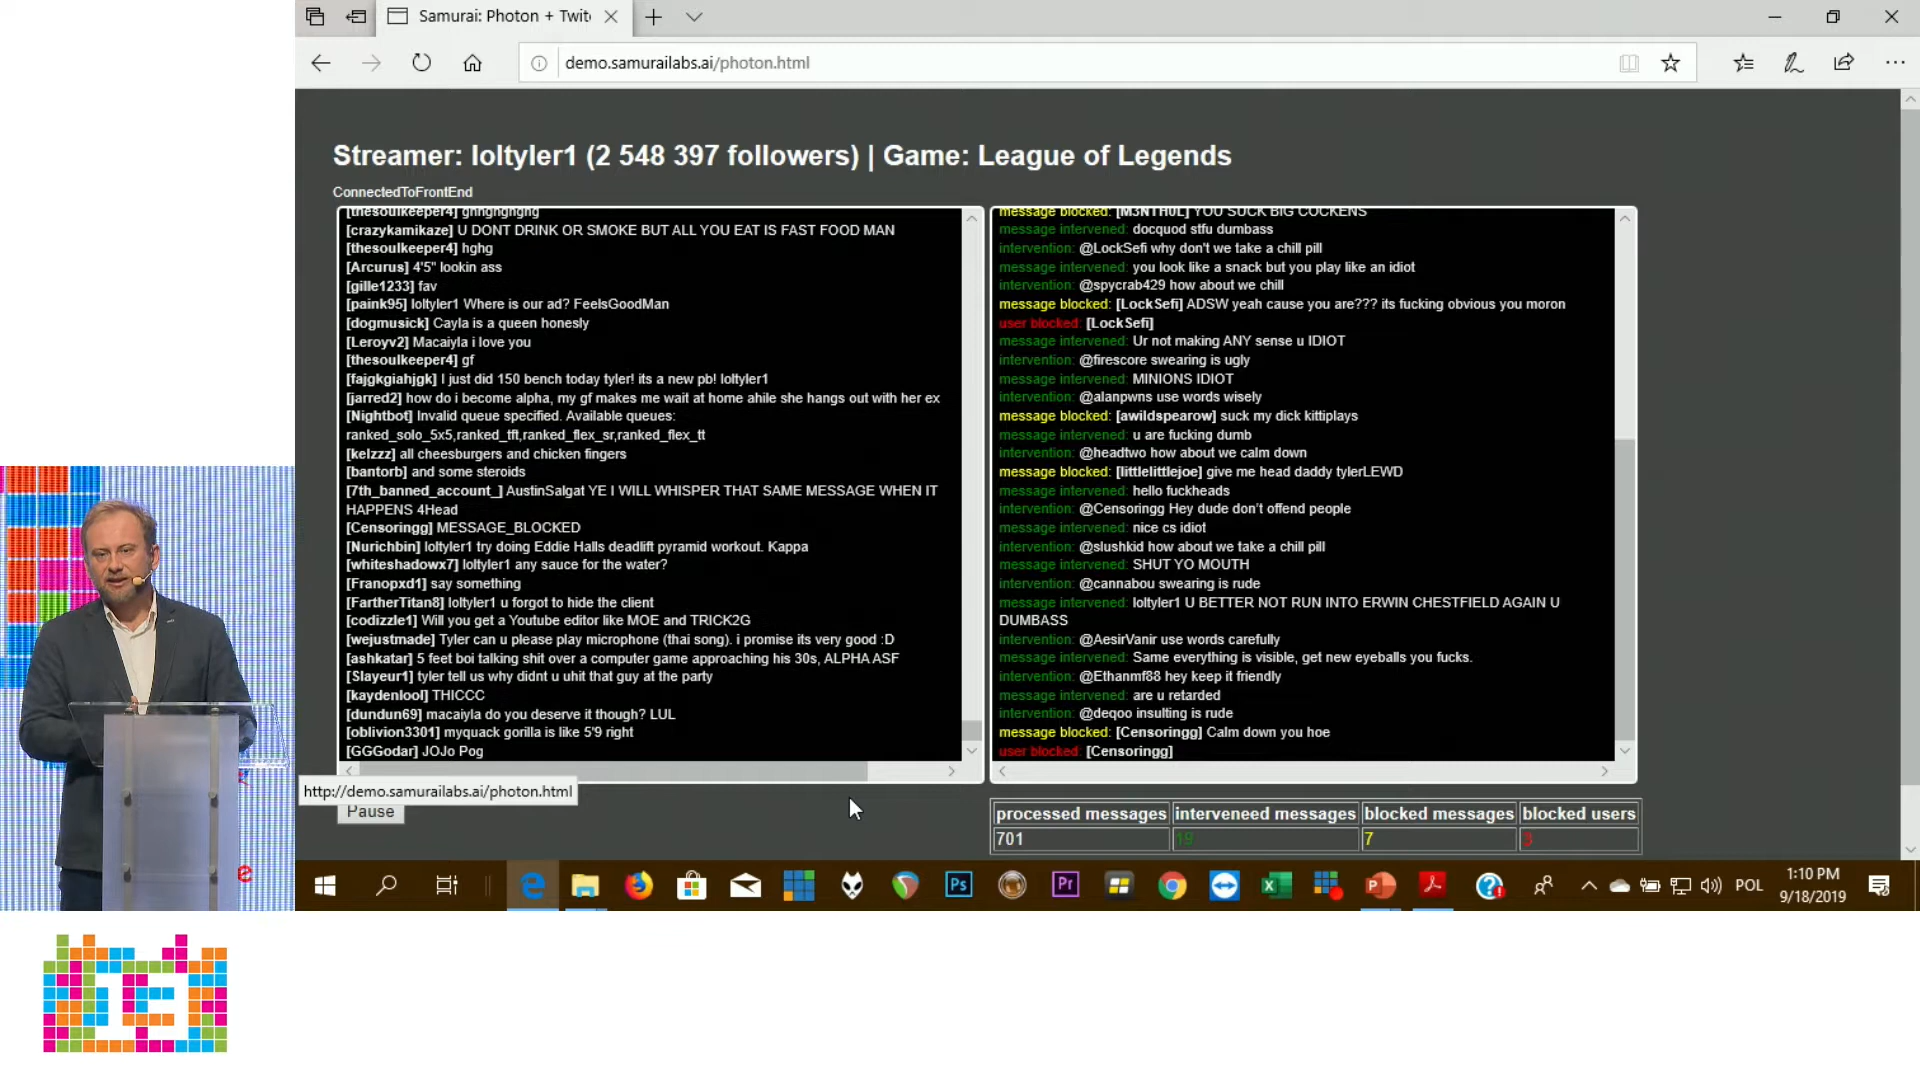 Samurai: Photon + Twit
demo.samurailabs.ai/photon.html
Streamer: loltyler1 (2 548 397 followers) | Game: League of Legends
ConnectedToFrontEnd
[thesoulkeeper4] ghhghghghg
[crazykamikaze] U DONT DRINK OR SMOKE BUT ALL YOU EAT IS FAST FOOD MAN
[thesoulkeeper4] hghg
[Arcurus] 4'5" lookin ass
[gille1233] fav
[paink95] loltyler1 Where is our ad? FeelsGoodMan
[dogmusick] Cayla is a queen honesly
[Leroyv2] Macaiyla i love you
[thesoulkeeper4] gf
[fajgkgiahjgk] I just did 150 bench today tyler! its a new pb! loltyler1
[jarred2] how do i become alpha, my gf makes me wait at home ahile she hangs out with her ex
[Nightbot] Invalid queue specified. Available queues:
ranked_solo_5x5,ranked_tft,ranked_flex_sr,ranked_flex_tt
[kelzzz] all cheesburgers and chicken fingers
[bantorb] and some steroids
[7th_banned_account_] AustinSalgat YE I WILL WHISPER THAT SAME MESSAGE WHEN IT
HAPPENS 4Head
[Censoringg] MESSAGE_BLOCKED
[Nurichbin] loltyler1 try doing Eddie Halls deadlift pyramid workout. Kappa
[whiteshadowx7] loltyler1 any sauce for the water?
[Franopxd1] say something
[FartherTitan8] loltyler1 u forgot to hide the client
[codizzle1] Will you get a Youtube editor like MOE and TRICK2G
[wejustmade] Tyler can u please play microphone (thai song). i promise its very good :D
[ashkatar] 5 feet boi talking shit over a computer game approaching his 30s, ALPHA ASF
[Slayeur1] tyler tell us why didnt u uhit that guy at the party
[kaydenlool] THICCC
[dundun69] macaiyla do you deserve it though? LUL
[oblivion3301] myquack gorilla is like 5'9 right
[GGGodar] JOJo Pog
message blocked: [M3NTH0L] YOU SUCK BIG COCKENS
message intervened: docquod stfu dumbass
intervention: @LockSefi why don't we take a chill pill
message intervened: you look like a snack but you play like an idiot
intervention: @spycrab429 how about we chill
message blocked: [LockSefi] ADSW yeah cause you are??? its fucking obvious you moron
user blocked: [LockSefi]
message intervened: Ur not making ANY sense u IDIOT
intervention: @firescore swearing is ugly
message intervened: MINIONS IDIOT
intervention: @alanpwns use words wisely
message blocked: [awildspearow] suck my dick kittiplays
message intervened: u are fucking dumb
intervention: @headtwo how about we calm down
message blocked: [littlelittlejoe] give me head daddy tylerLEWD
message intervened: hello fuckheads
intervention: @Censoringg Hey dude don't offend people
message intervened: nice cs idiot
intervention: @slushkid how about we take a chill pill
message intervened: SHUT YO MOUTH
intervention: @cannabou swearing is rude
message intervened: loltyler1 U BETTER NOT RUN INTO ERWIN CHESTFIELD AGAIN U
DUMBASS
intervention: @AesirVanir use words carefully
message intervened: Same everything is visible, get new eyeballs you fucks.
intervention: @Ethanmf88 hey keep it friendly
message intervened: are u retarded
intervention: @deqoo insulting is rude
message blocked: [Censoringg] Calm down you hoe
user blocked: [Censoringg]
http://demo.samurailabs.ai/photon.html
Pause
processed messages interveneed messages blocked messages blocked users
701 19 7 3
Ps
Pr
POL
1:10 PM
9/18/2019
e